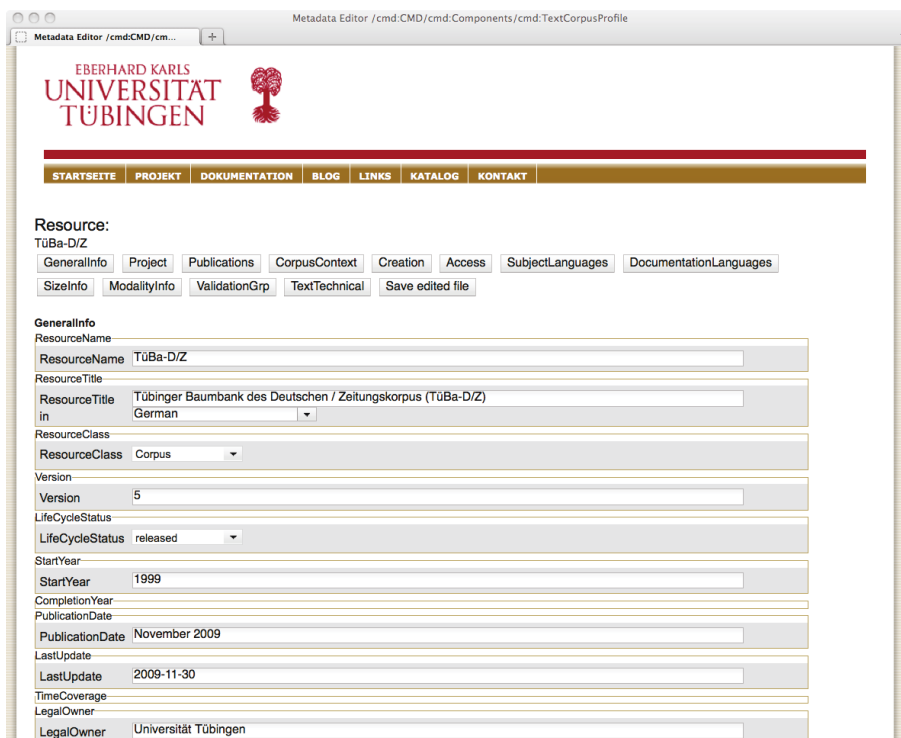 Metadata Editor /cmd:CMD/cmd:Components/cmd:TextCorpusProfile
Metadata Editor /cmd:CMD/cm... +
EBERHARD KARLS
UNIVERSITÄT
TÜBINGEN
STARTSEITE PROJEKT DOKUMENTATION BLOG LINKS KATALOG KONTAKT
Resource:
TüBa-D/Z
GeneralInfo Project Publications CorpusContext Creation Access SubjectLanguages DocumentationLanguages
SizeInfo ModalityInfo ValidationGrp TextTechnical Save edited file
GeneralInfo
ResourceName
ResourceName TüBa-D/Z
ResourceTitle
ResourceTitle Tübinger Baumbank des Deutschen / Zeitungskorpus (TüBa-D/Z)
in German
ResourceClass
ResourceClass Corpus
Version
Version 5
LifeCycleStatus
LifeCycleStatus released
StartYear
StartYear 1999
CompletionYear
PublicationDate
PublicationDate November 2009
LastUpdate
LastUpdate 2009-11-30
TimeCoverage
LegalOwner
LegalOwner Universität Tübingen